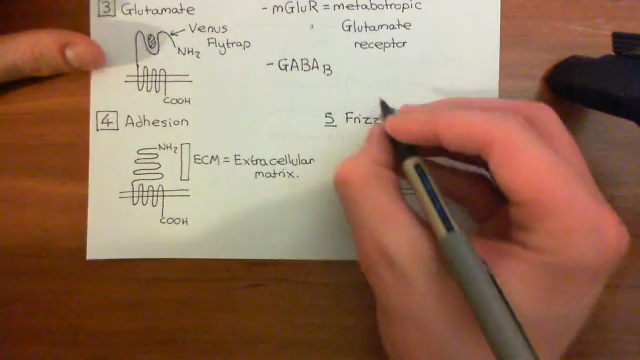 3 Glutamate
Venus
Flytrap
NH2
COOH
- mGluR = metabotropic
Glutamate
receptor
- GABAB
4 Adhesion
NH2
ECM = Extracellular
matrix.
COOH
5 Frizz